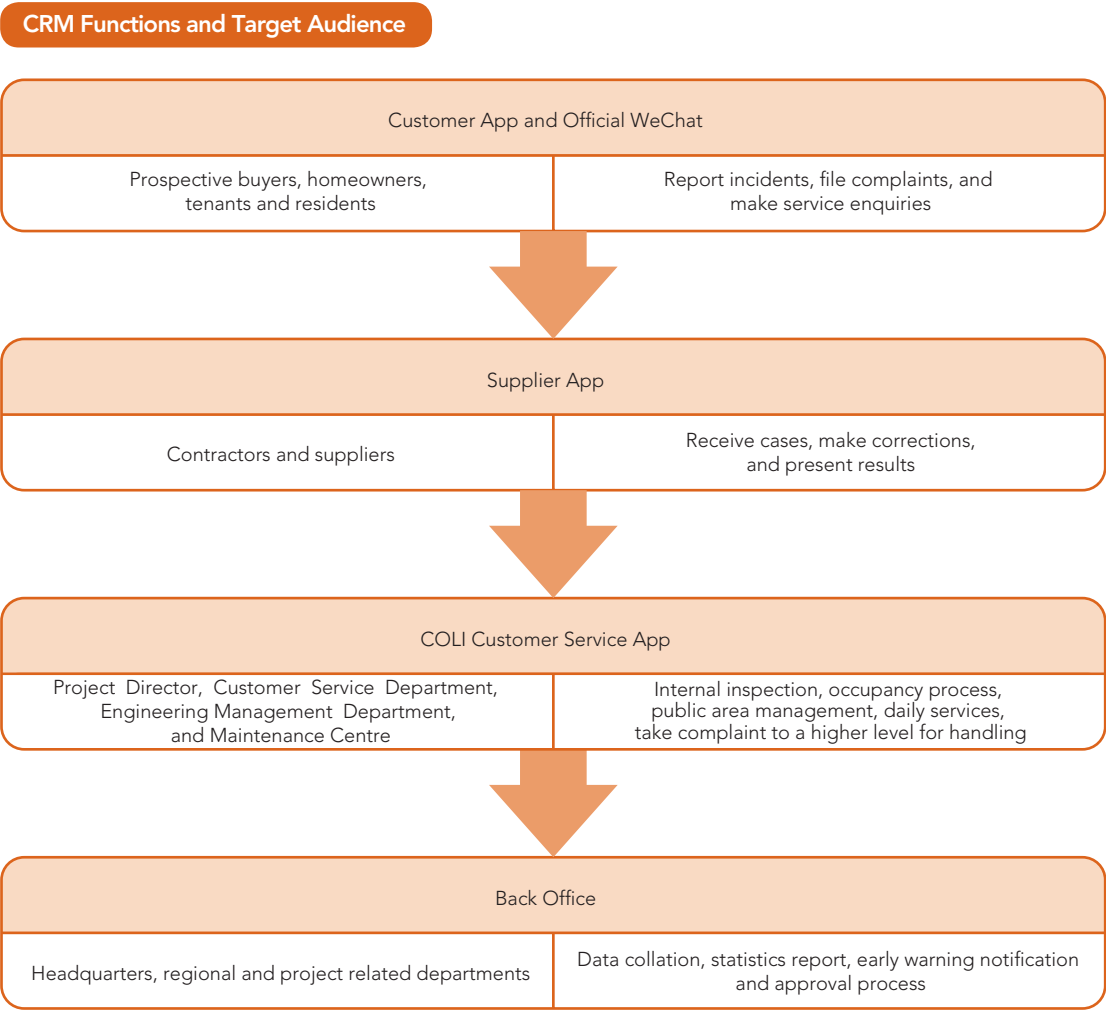 CRM Functions and Target Audience
Customer App and Official WeChat
Prospective buyers, homeowners,
tenants and residents
Report incidents, file complaints, and
make service enquiries
Supplier App
Contractors and suppliers
Receive cases, make corrections,
and present results
COLI Customer Service App
Project Director, Customer Service Department,
Engineering Management Department,
and Maintenance Centre
Internal inspection, occupancy process,
public area management, daily services,
take complaint to a higher level for handling
Back Office
Headquarters, regional and project related departments
Data collation, statistics report, early warning notification
and approval process